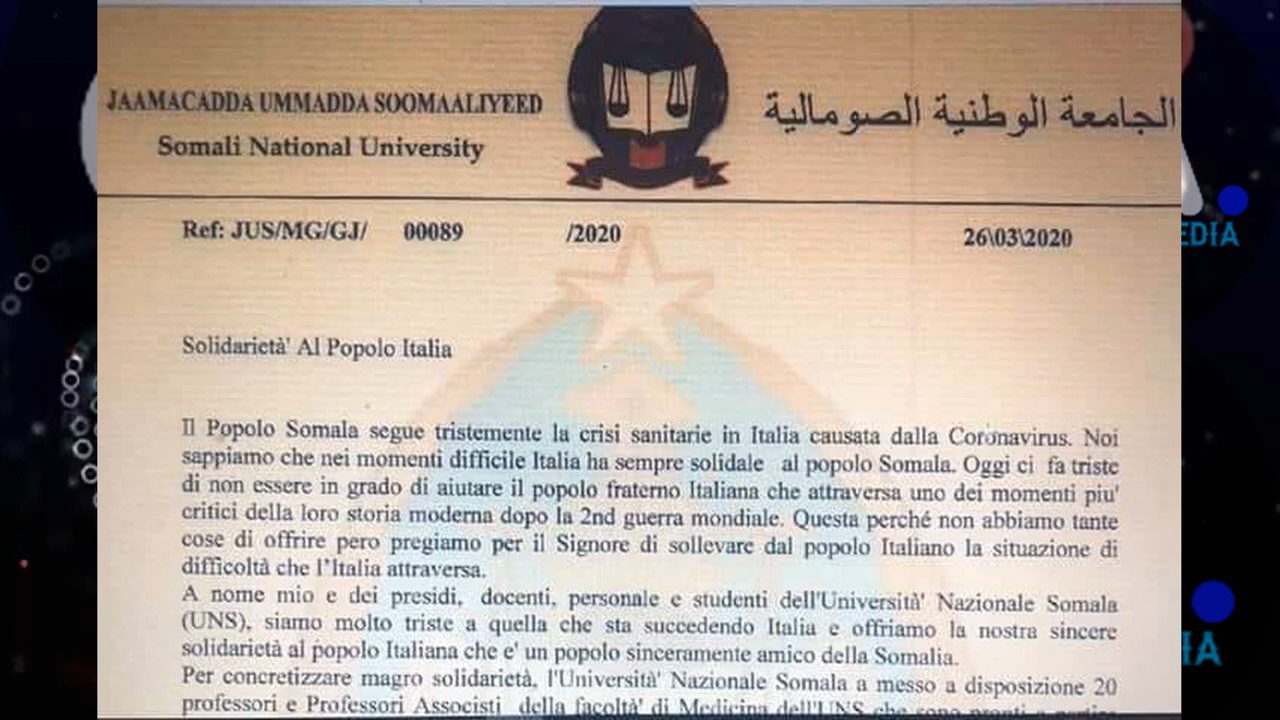 JAAMACADDA UMMADDA SOOMAALIYEED
Somali National University
الجامعة الوطنية الصومالية
Ref: JUS/MG/GJ/ 00089 /2020
26\03\2020
Solidarietà' Al Popolo Italia
Il Popolo Somala segue tristemente la crisi sanitarie in Italia causata dalla Coronavirus. Noi
sappiamo che nei momenti difficile Italia ha sempre solidale al popolo Somala. Oggi ci fa triste
di non essere in grado di aiutare il popolo fraterno Italiana che attraversa uno dei momenti piu'
critici della loro storia moderna dopo la 2nd guerra mondiale. Questa perché non abbiamo tante
cose di offrire pero pregiamo per il Signore di sollevare dal popolo Italiano la situazione di
difficoltà che l'Italia attraversa.
A nome mio e dei presidi, docenti, personale e studenti dell'Università' Nazionale Somala
(UNS), siamo molto triste a quella che sta succedendo Italia e offriamo la nostra sincere
solidarietà al popolo Italiana che e' un popolo sinceramente amico della Somalia.
Per concretizzare magro solidarietà, l'Università' Nazionale Somala a messo a disposizione 20
professori e Professori Associsti della facoltà' di Medicina dell'UNS che sono pronti a partire
EDIA
IA